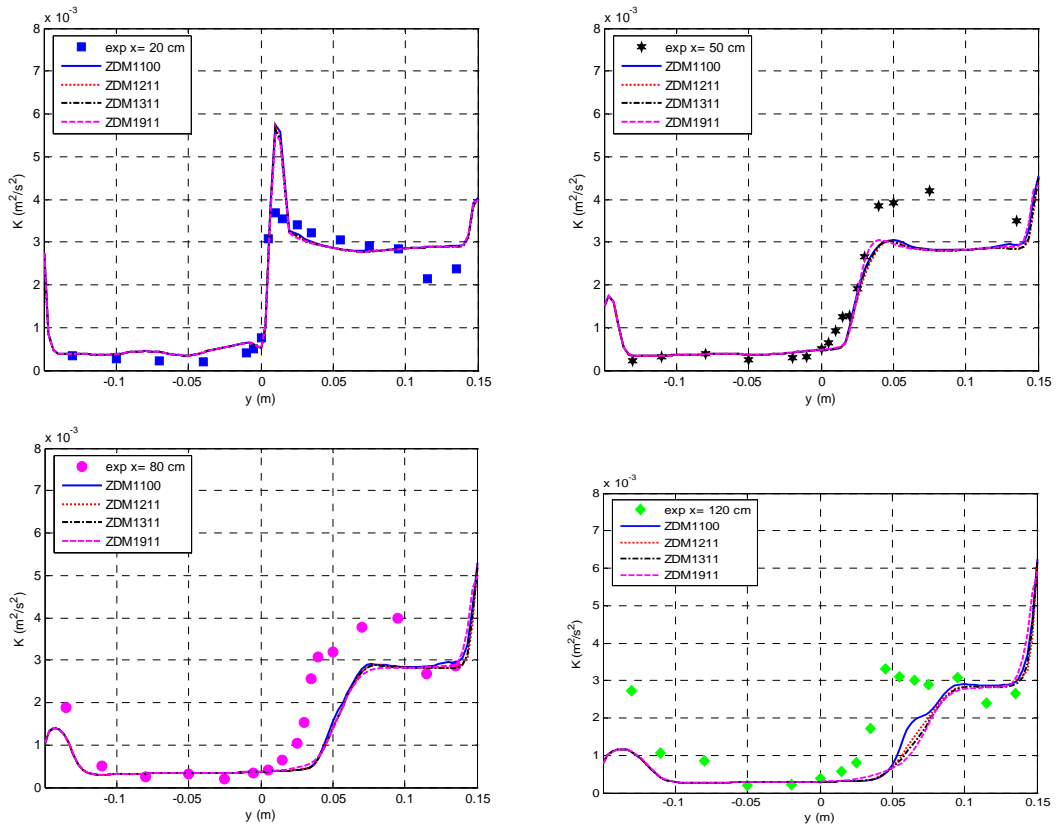 x 10⁻³
8
7
6
5
4
3
2
1
0
K (m²/s²)
exp x= 20 cm
ZDM1100
ZDM1211
ZDM1311
ZDM1911
-0.1 -0.05 0 0.05 0.1 0.15
y (m)
x 10⁻³
8
7
6
5
4
3
2
1
0
K (m²/s²)
exp x= 50 cm
ZDM1100
ZDM1211
ZDM1311
ZDM1911
-0.1 -0.05 0 0.05 0.1 0.15
y (m)
x 10⁻³
8
7
6
5
4
3
2
1
0
K (m²/s²)
exp x= 80 cm
ZDM1100
ZDM1211
ZDM1311
ZDM1911
-0.1 -0.05 0 0.05 0.1 0.15
y (m)
x 10⁻³
8
7
6
5
4
3
2
1
0
K (m²/s²)
exp x= 120 cm
ZDM1100
ZDM1211
ZDM1311
ZDM1911
-0.1 -0.05 0 0.05 0.1 0.15
y (m)